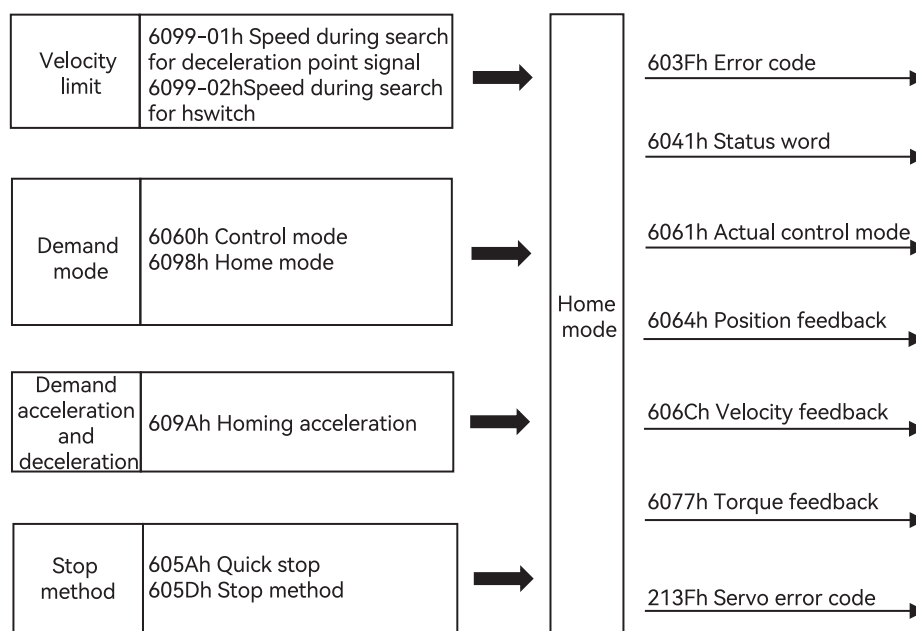 Velocity
limit
6099-01h Speed during search
for deceleration point signal
6099-02hSpeed during search
for hswitch
Demand
mode
6060h Control mode
6098h Home mode
Demand
acceleration
and
deceleration
609Ah Homing acceleration
Stop
method
605Ah Quick stop
605Dh Stop method
Home
mode
603Fh Error code
6041h Status word
6061h Actual control mode
6064h Position feedback
606Ch Velocity feedback
6077h Torque feedback
213Fh Servo error code